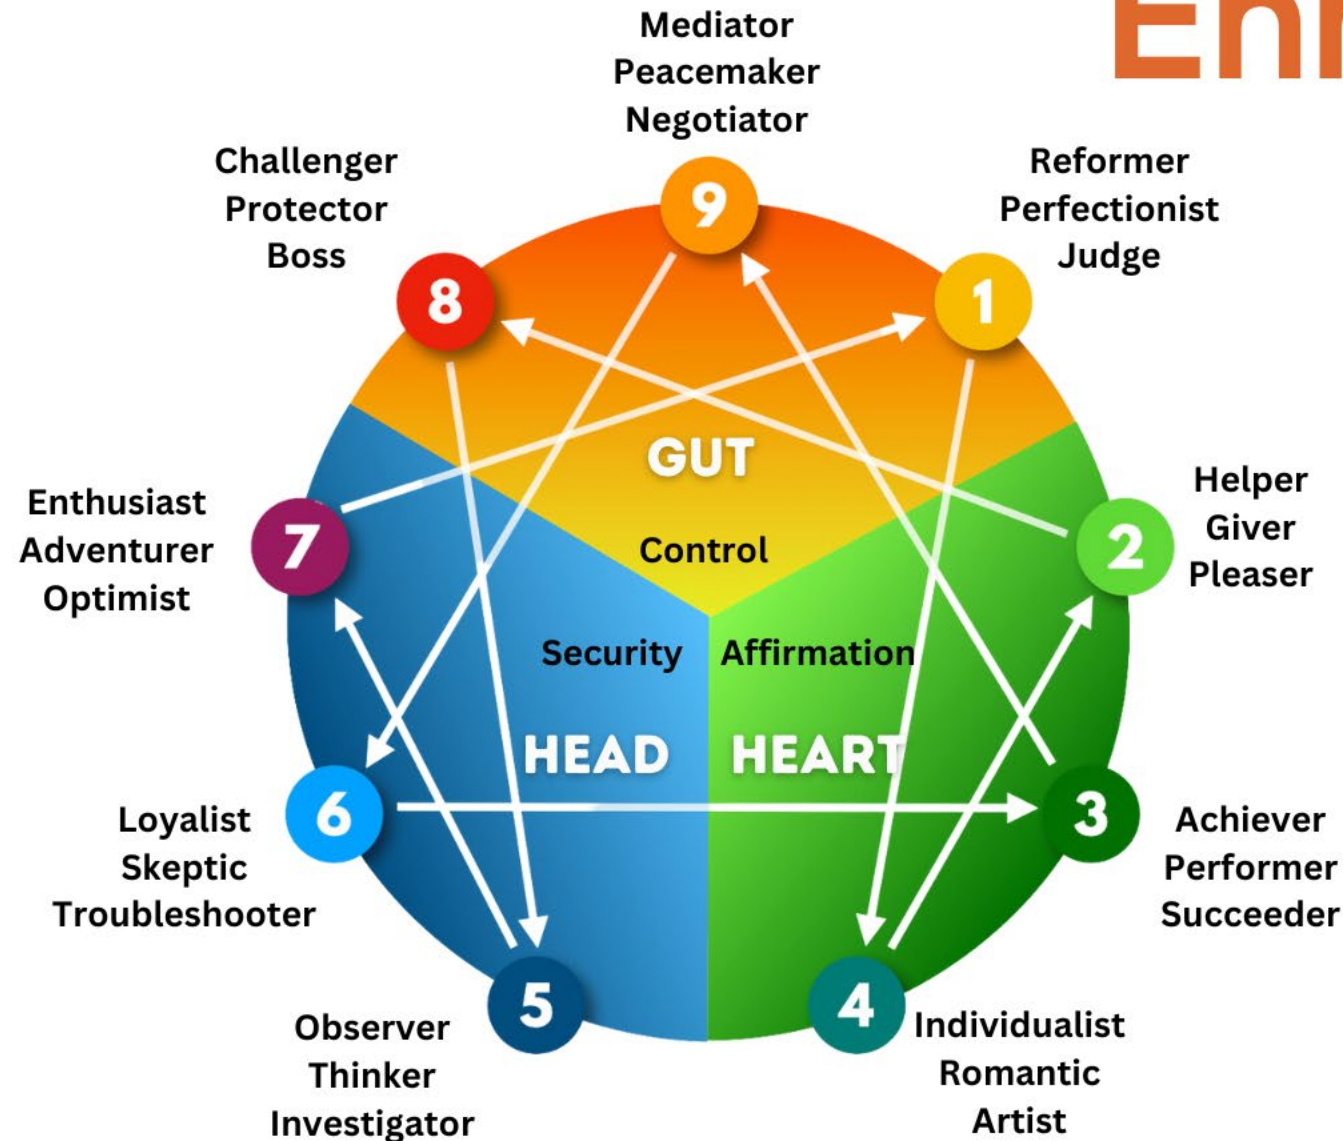 Mediator
Peacemaker
Negotiator
Challenger
Protector
Boss
Reformer
Perfectionist
Judge
9
8
1
GUT
Control
Enthusiast
Adventurer
Optimist
7
Helper
Giver
Pleaser
2
Security
Affirmation
HEAD
HEART
Loyalist
Skeptic
Troubleshooter
6
3
Achiever
Performer
Succeeder
5
4
Observer
Thinker
Investigator
Individualist
Romantic
Artist